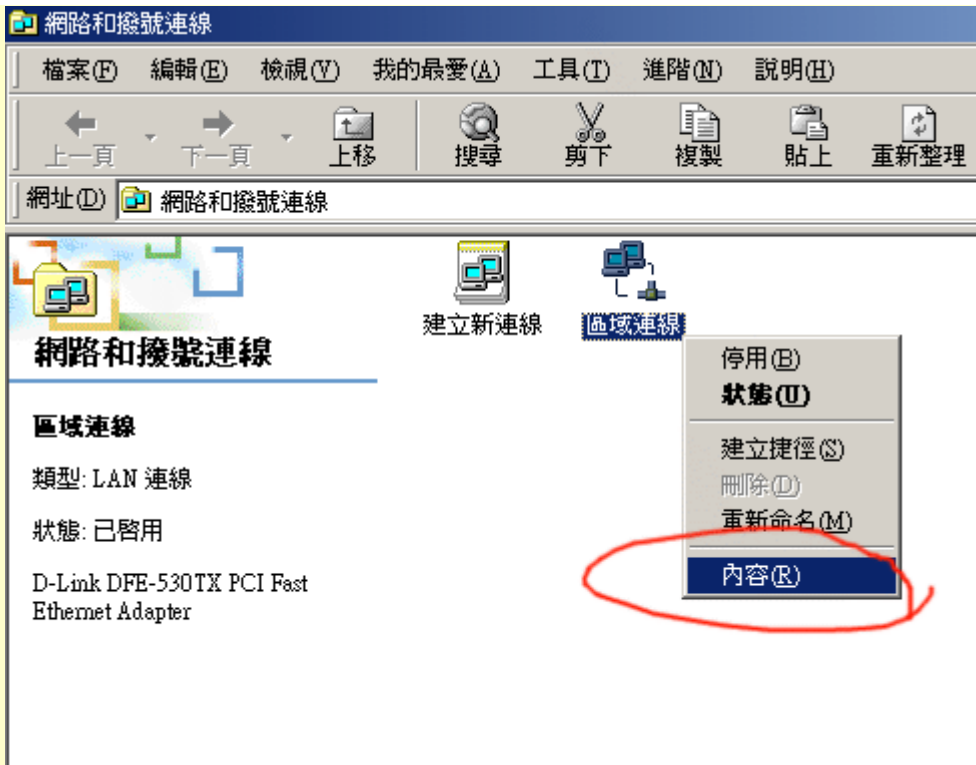 網路和撥號連線
檔案(F) 編輯(E) 檢視(V) 我的最愛(A) 工具(T) 進階(N) 說明(H)
上一頁 下一頁 上移 搜尋 剪下 複製 貼上 重新整理
網址(D) 網路和撥號連線
建立新連線 區域連線
網路和撥號連線
區域連線
類型: LAN 連線
狀態: 已啓用
D-Link DFE-530TX PCI Fast
Ethernet Adapter
停用(B)
狀態(U)
建立捷徑(S)
刪除(D)
重新命名(M)
內容(R)